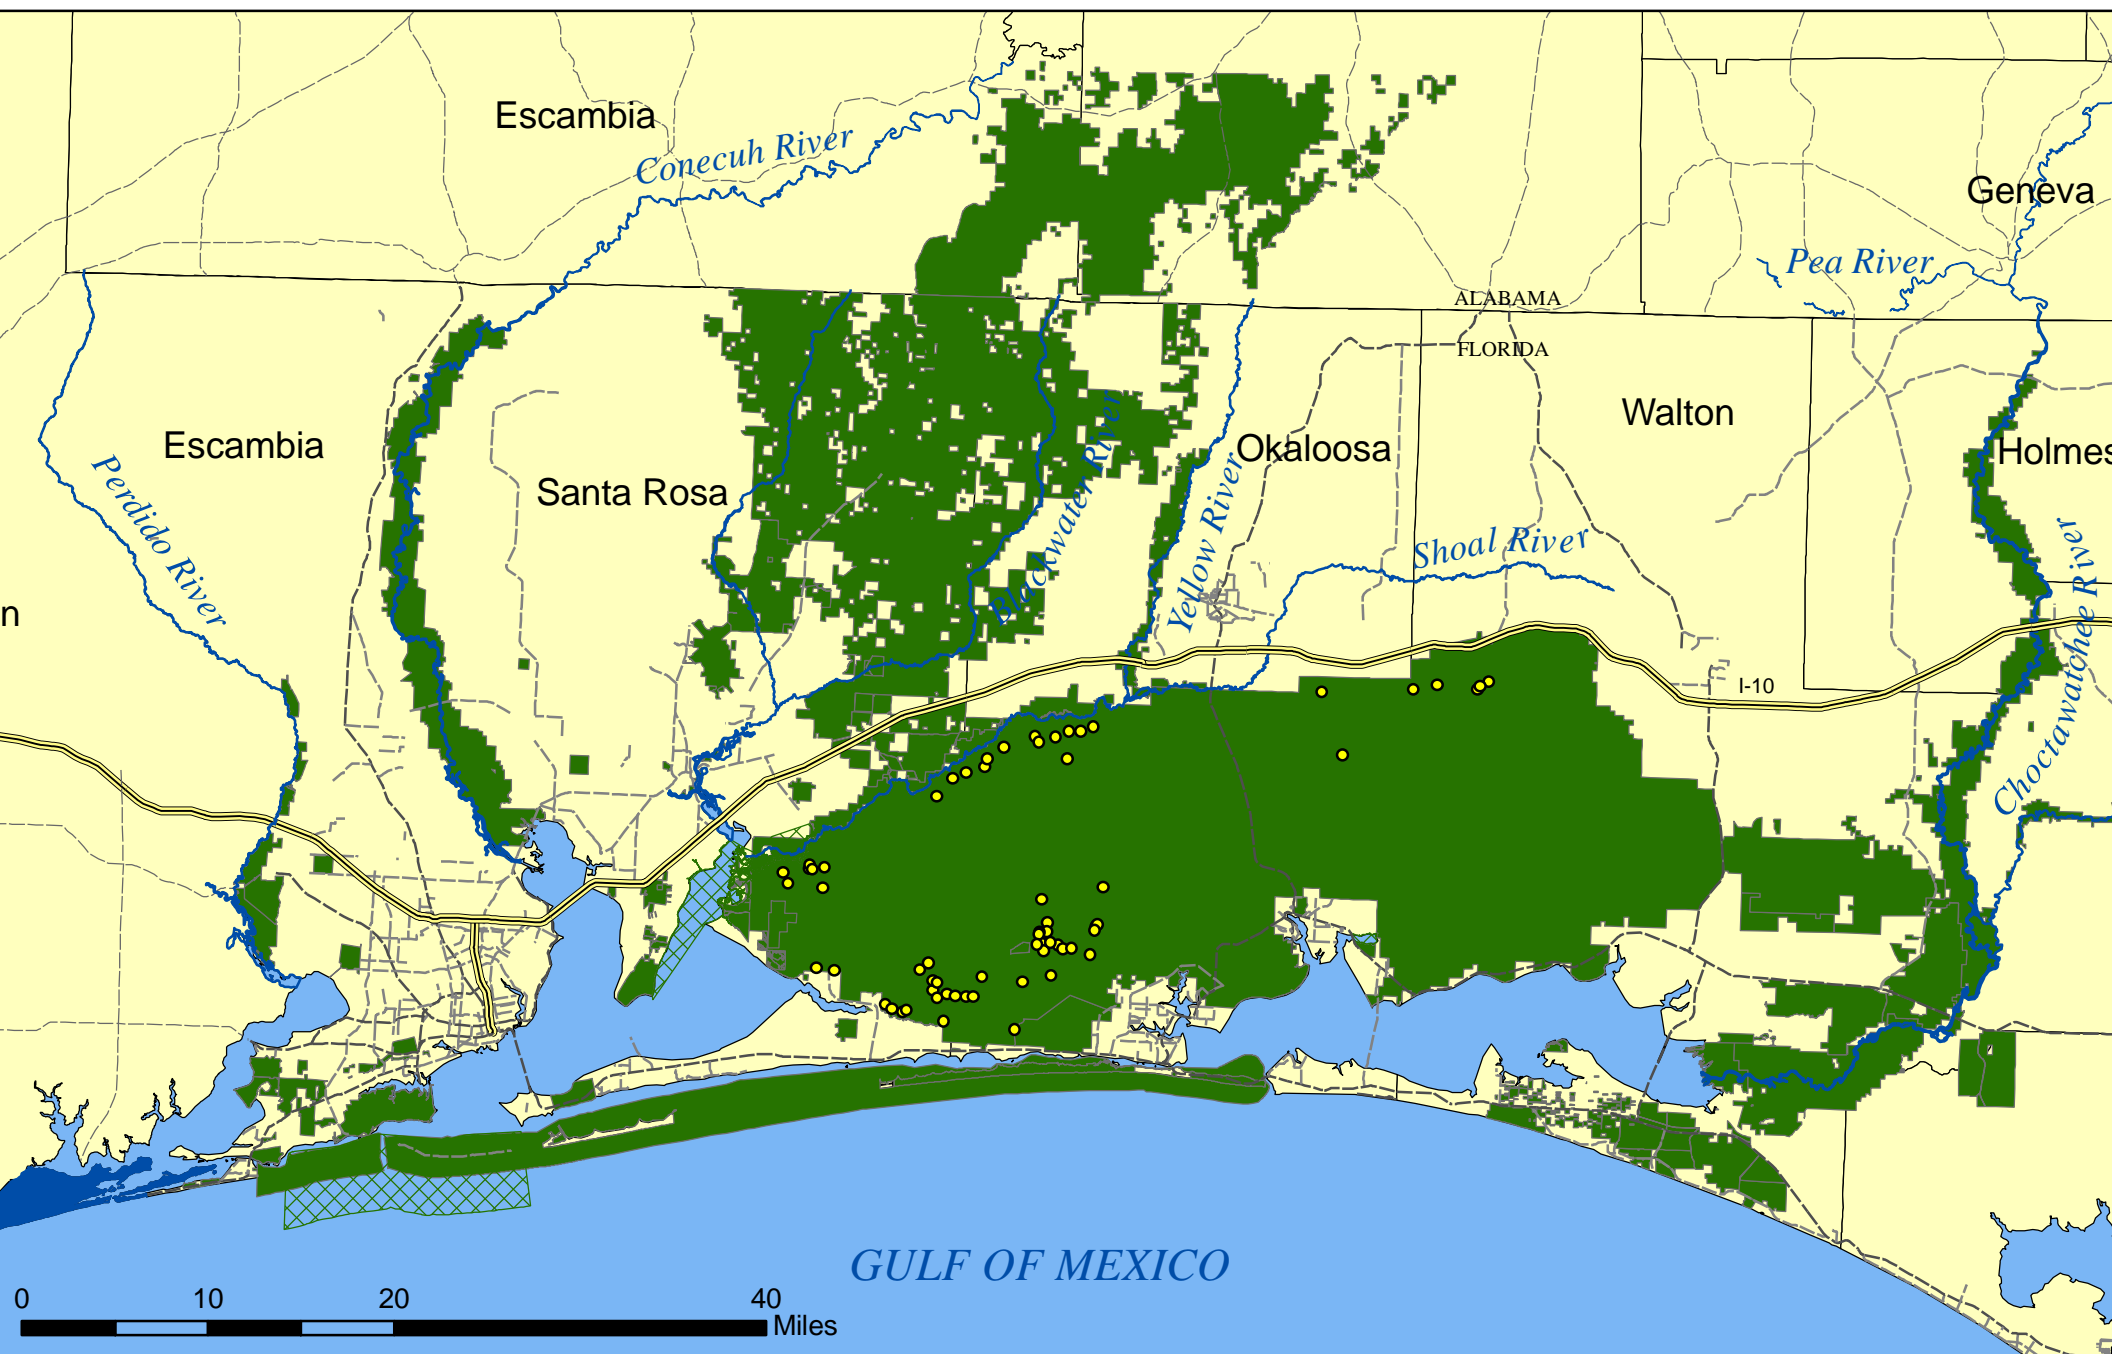 Escambia
Conecuh River
Geneva
Pea River
ALABAMA
FLORIDA
Escambia
Perdido River
Santa Rosa
Blackwater River
Yellow River
Okaloosa
Walton
Shoal River
Holmes
Choctawatchee River
n
I-10
GULF OF MEXICO
0 10 20 40
Miles